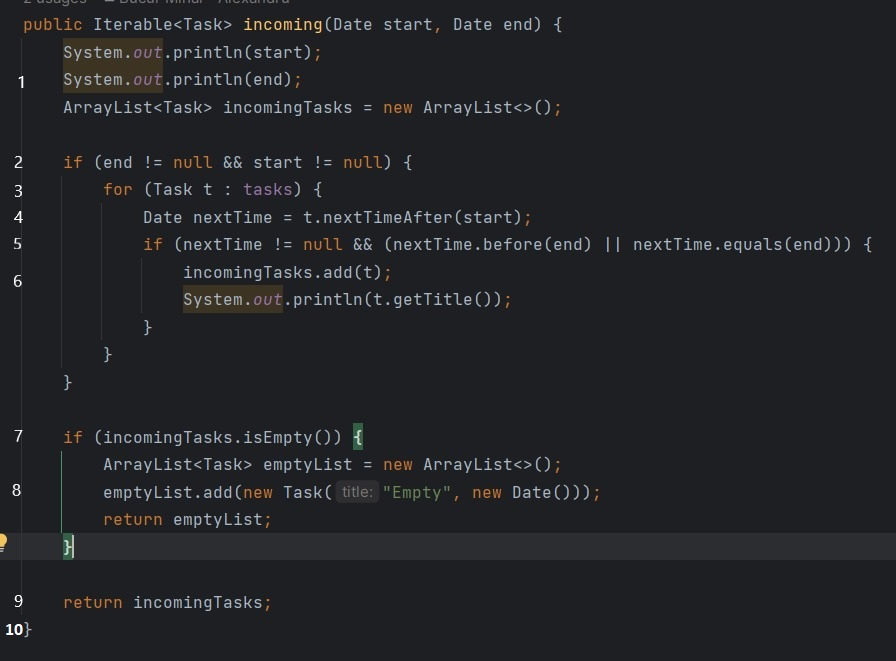 2 usages
public Iterable<Task> incoming(Date start, Date end) {
System.out.println(start);
1 System.out.println(end);
ArrayList<Task> incomingTasks = new ArrayList<>();
2 if (end != null && start != null) {
3 for (Task t : tasks) {
4 Date nextTime = t.nextTimeAfter(start);
5 if (nextTime != null && (nextTime.before(end) || nextTime.equals(end))) {
6 incomingTasks.add(t);
System.out.println(t.getTitle());
}
}
}
7 if (incomingTasks.isEmpty()) {
ArrayList<Task> emptyList = new ArrayList<>();
8 emptyList.add(new Task( title: "Empty", new Date()));
return emptyList;
}
9 return incomingTasks;
10}